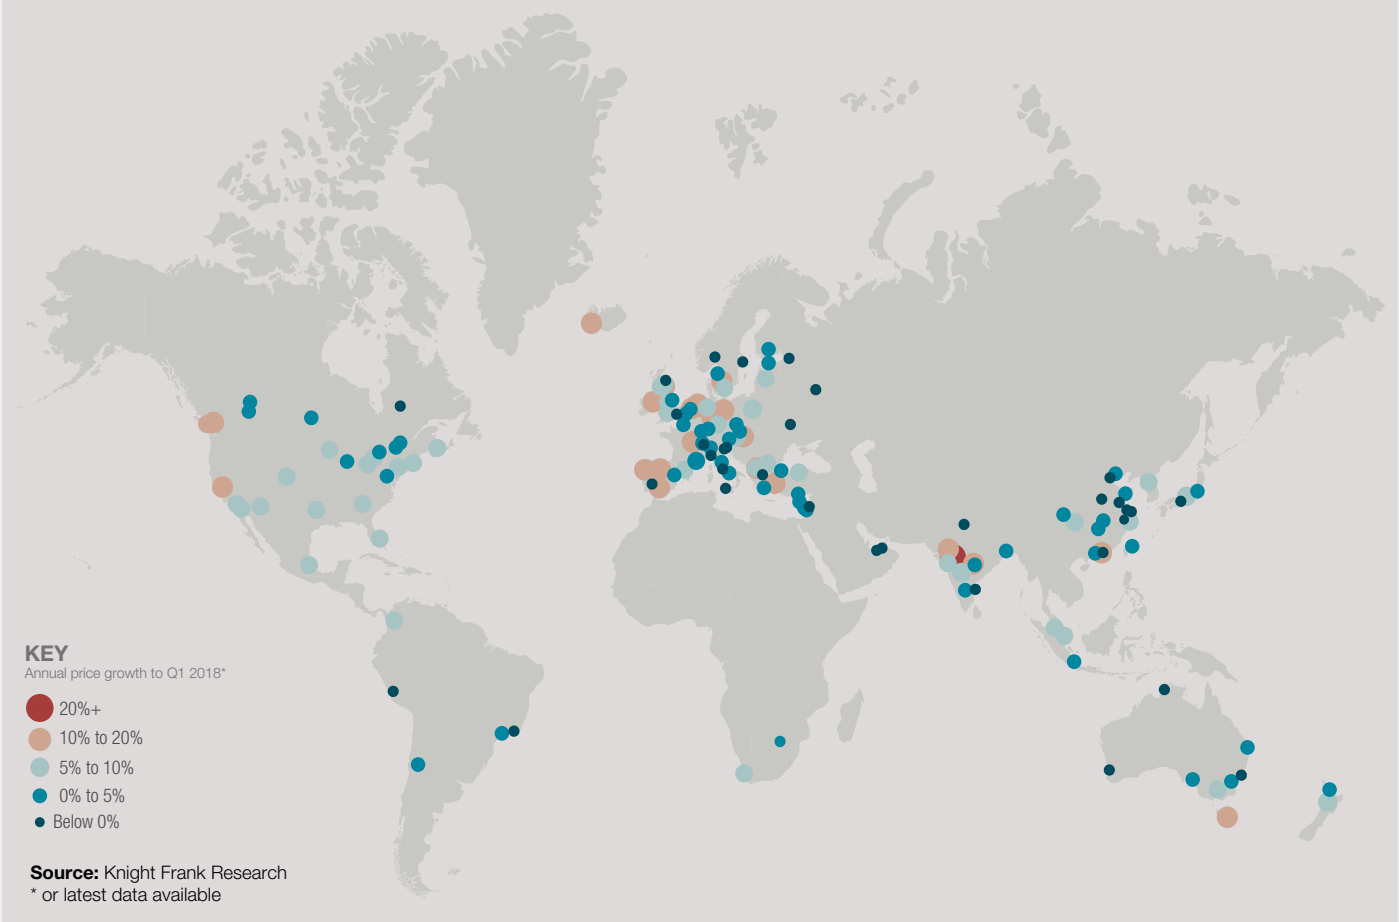 KEY
Annual price growth to Q1 2018*
20%+
10% to 20%
5% to 10%
0% to 5%
Below 0%
Source: Knight Frank Research
* or latest data available